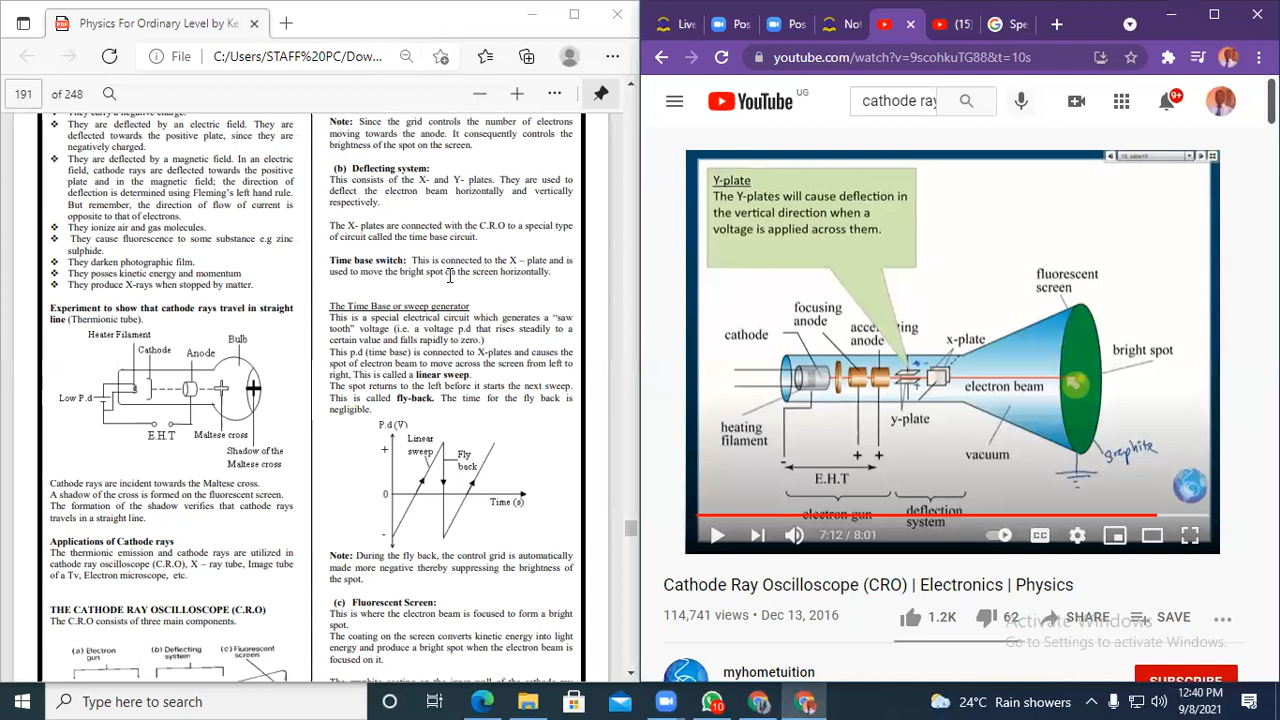 Physics For Ordinary Level by Ke
File
C:/Users/STAFF%20PC/Dow...
191
of 248
They are deflected by an electric field. They are
deflected towards the positive plate, since they are
negatively charged.
They are deflected by a magnetic field. In an electric
field, cathode rays are deflected towards the positive
plate and in the magnetic field; the direction of
deflection is determined using Fleming's left hand rule.
But remember, the direction of flow of current is
opposite to that of electrons.
They ionize air and gas molecules.
They cause fluorescence to some substance e.g zinc
sulphide.
They darken photographic film.
They posses kinetic energy and momentum
They produce X-rays when stopped by matter.
Experiment to show that cathode rays travel in straight
line (Thermionic tube).
Heater Filament
Bulb
Cathode
Anode
Low P.d
E.H.T
Maltese cross
Shadow of the
Maltese cross
Cathode rays are incident towards the Maltese cross.
A shadow of the cross is formed on the fluorescent screen.
The formation of the shadow verifies that cathode rays
travels in a straight line.
Applications of Cathode rays
The thermionic emission and cathode rays are utilized in
cathode ray oscilloscope (C.R.O), X – ray tube, Image tube
of a Tv, Electron microscope, etc.
THE CATHODE RAY OSCILLOSCOPE (C.R.O)
The C.R.O consists of three main components.
(a) Electron
gun
(b) Deflecting
system
(c) Fluorescent
screen
Note: Since the grid controls the number of electrons
moving towards the anode. It consequently controls the
brightness of the spot on the screen.
(b) Deflecting system:
This consists of the X- and Y- plates. They are used to
deflect the electron beam horizontally and vertically
respectively.
The X- plates are connected with the C.R.O to a special type
of circuit called the time base circuit.
Time base switch: This is connected to the X – plate and is
used to move the bright spot on the screen horizontally.
The Time Base or sweep generator
This is a special electrical circuit which generates a "saw
tooth" voltage (i.e. a voltage p.d that rises steadily to a
certain value and falls rapidly to zero.)
This p.d (time base) is connected to X-plates and causes the
spot of electron beam to move across the screen from left to
right. This is called a linear sweep.
The spot returns to the left before it starts the next sweep.
This is called fly-back. The time for the fly back is
negligible.
P.d (V)
Linear
sweep
+
Fly
back
0
Time (s)
-
Note: During the fly back, the control grid is automatically
made more negative thereby suppressing the brightness of
the spot.
(c) Fluorescent Screen:
This is where the electron beam is focused to form a bright
spot.
The coating on the screen converts kinetic energy into light
energy and produce a bright spot when the electron beam is
focused on it.
Live
Pos
Pos
Not
(15)
Spe
youtube.com/watch?v=9scohkuTG88&t=10s
YouTube
UG
cathode ray
9+
Y-plate
The Y-plates will cause deflection in
the vertical direction when a
voltage is applied across them.
fluorescent
screen
focusing
anode
cathode
accelerating
anode
x-plate
bright spot
electron beam
y-plate
heating
filament
vacuum
graphite
- + +
E.H.T
electron gun
deflection
system
7:12 / 8:01
CC
Cathode Ray Oscilloscope (CRO) | Electronics | Physics
114,741 views • Dec 13, 2016
1.2K
62
SHARE
SAVE
Activate Windows
Go to Settings to activate Windows.
myhometuition
SUBSCRIBE
Type here to search
10
24°C Rain showers
12:40 PM
9/8/2021